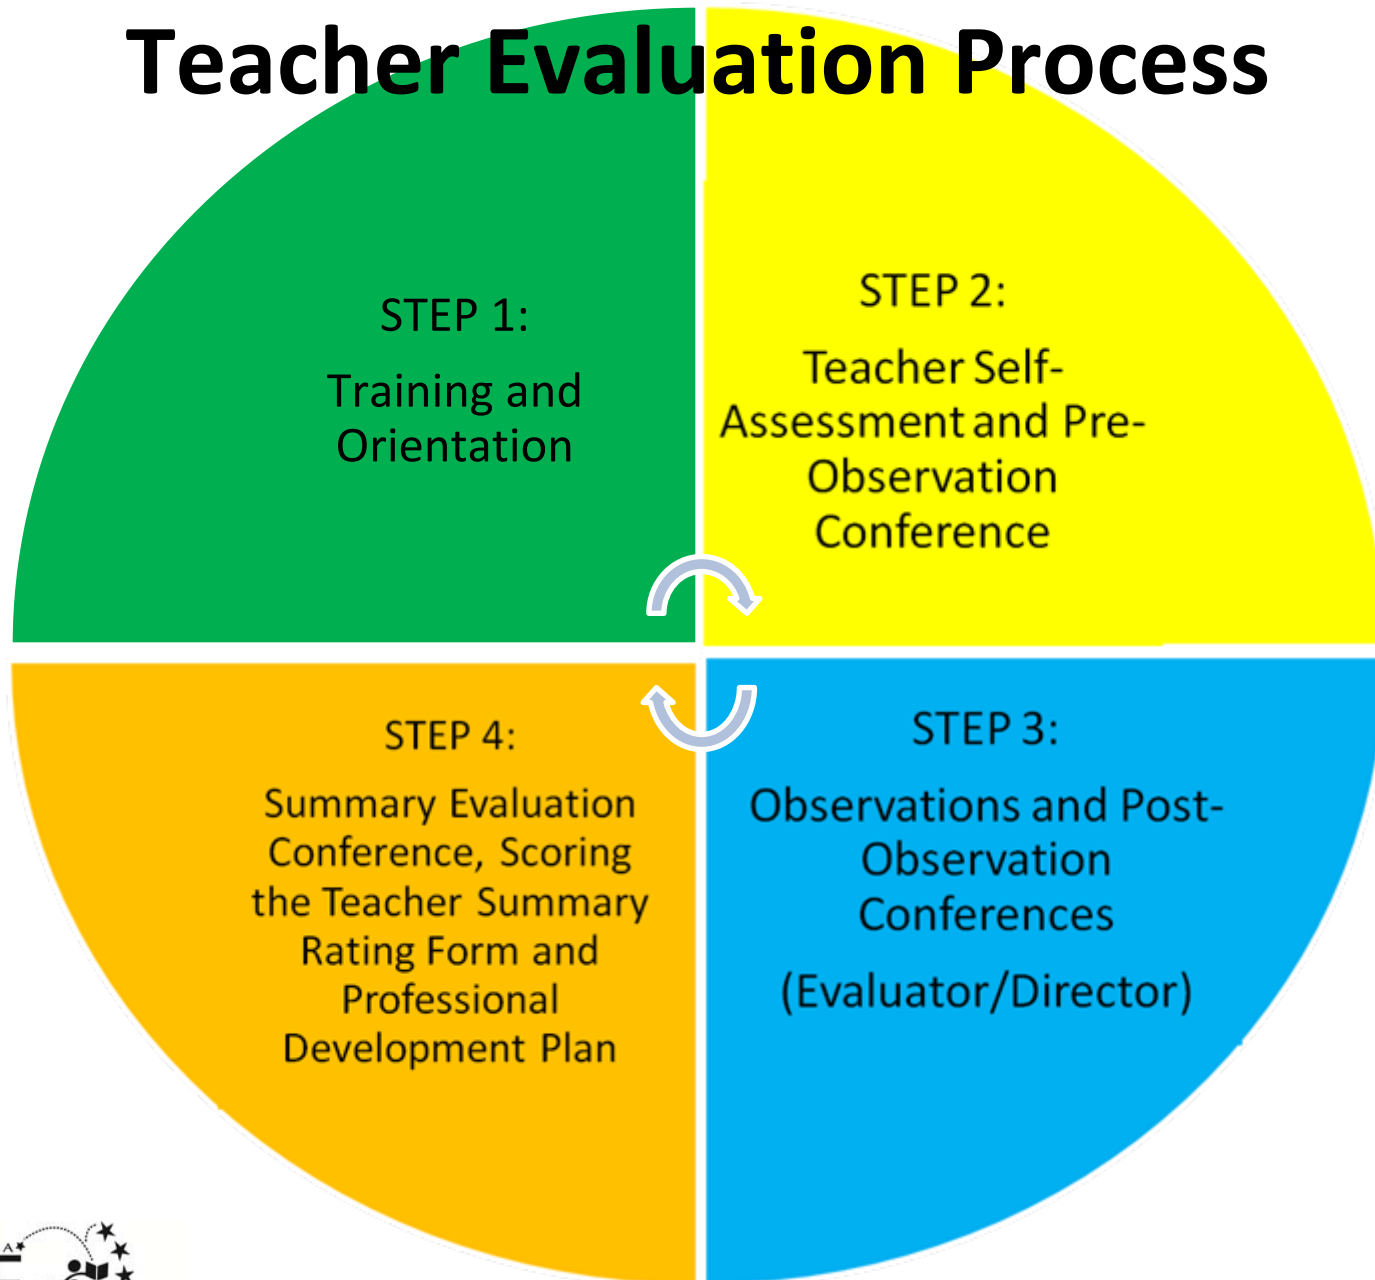 Teacher Evaluation Process
STEP 1:
Training and
Orientation
STEP 2:
Teacher Self-
Assessment and Pre-
Observation
Conference
STEP 3:
Observations and Post-
Observation
Conferences
(Evaluator/Director)
STEP 4:
Summary Evaluation
Conference, Scoring
the Teacher Summary
Rating Form and
Professional
Development Plan
A